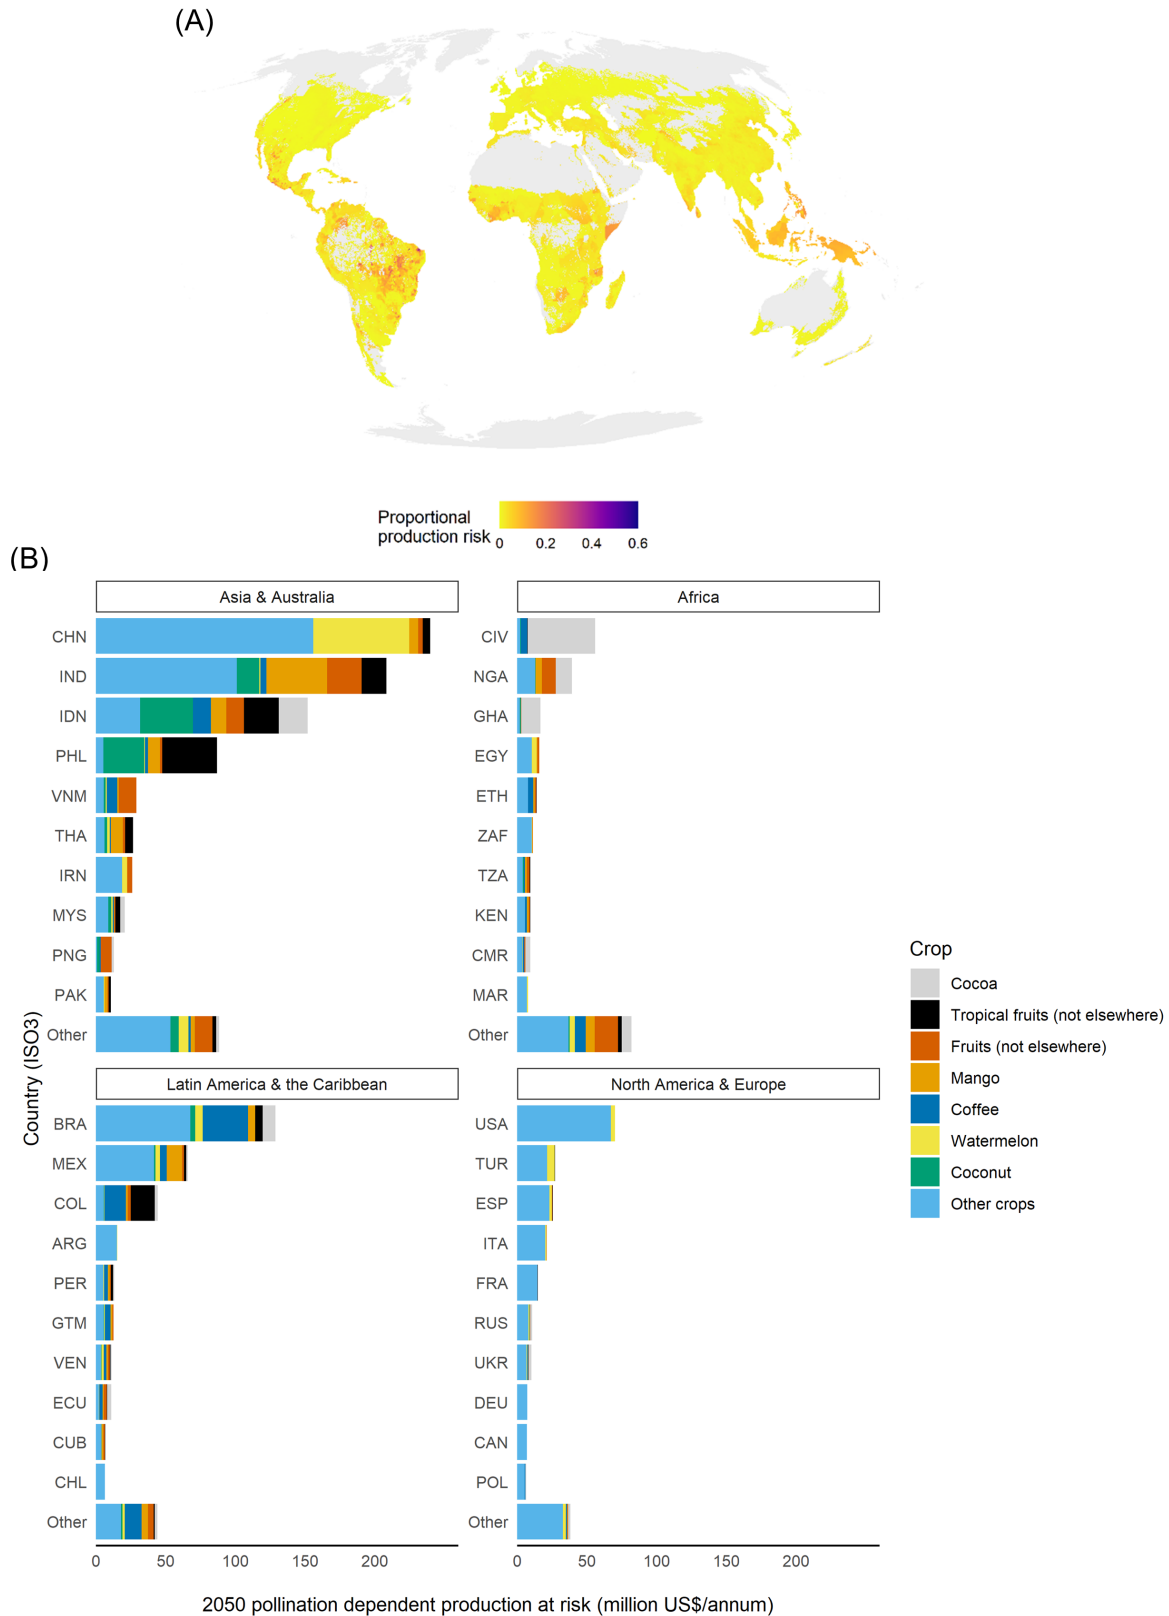 (A)
Proportional
production risk
0 0.2 0.4 0.6
(B)
Asia & Australia
CHN
IND
IDN
PHL
VNM
THA
IRN
MYS
PNG
PAK
Other
Africa
CIV
NGA
GHA
EGY
ETH
ZAF
TZA
KEN
CMR
MAR
Other
Latin America & the Caribbean
BRA
MEX
COL
ARG
PER
GTM
VEN
ECU
CUB
CHL
Other
0 50 100 150 200
North America & Europe
USA
TUR
ESP
ITA
FRA
RUS
UKR
DEU
CAN
POL
Other
0 50 100 150 200
Country (ISO3)
2050 pollination dependent production at risk (million US$/annum)
Crop
Cocoa
Tropical fruits (not elsewhere)
Fruits (not elsewhere)
Mango
Coffee
Watermelon
Coconut
Other crops